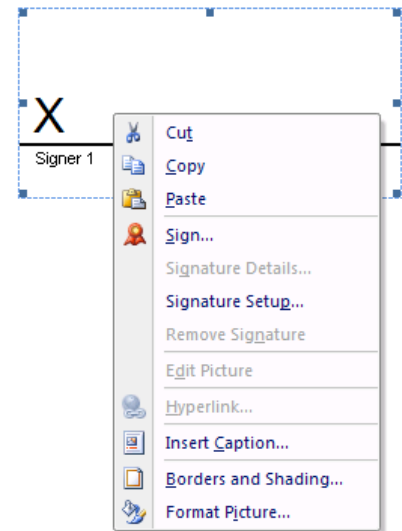 X
Signer 1
Cut
Copy
Paste
Sign...
Signature Details...
Signature Setup...
Remove Signature
Edit Picture
Hyperlink...
Insert Caption...
Borders and Shading...
Format Picture...